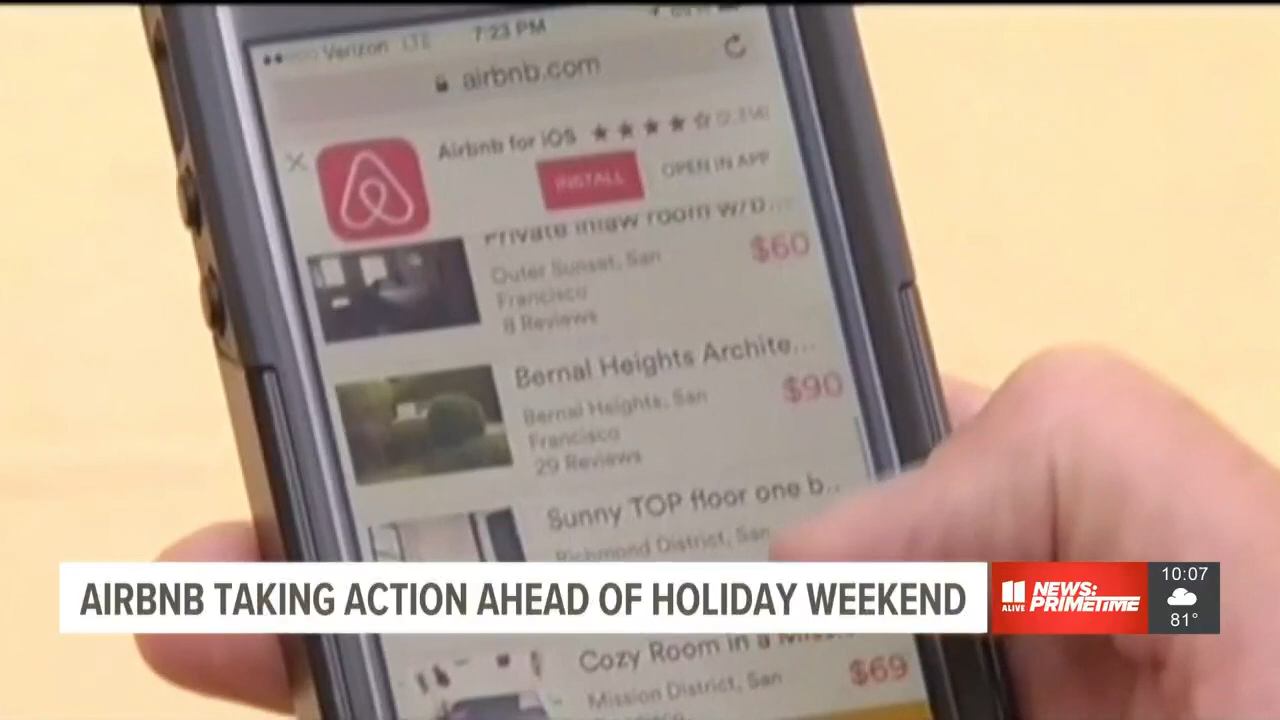 Verizon LTE 7:23 PM
airbnb.com
Airbnb for iOS
INSTALL OPEN IN APP
Private inlaw room w/b...
$60
Outer Sunset, San
Francisco
8 Reviews
Bernal Heights Archite...
$90
Bernal Heights, San
Francisco
29 Reviews
Sunny TOP floor one b...
Richmond District, San
AIRBNB TAKING ACTION AHEAD OF HOLIDAY WEEKEND
11 ALIVE NEWS: PRIMETIME
10:07
81°
Cozy Room in a
$69
Mission District, San